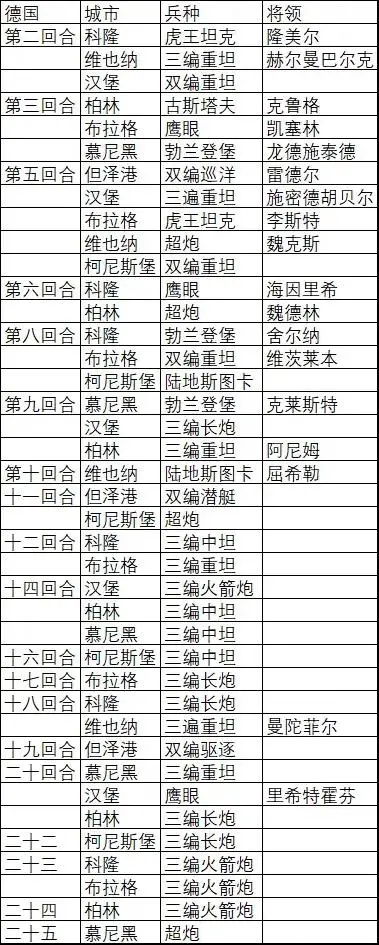 德国 城市 兵种 将领
第二回合 科隆 虎王坦克 隆美尔
维也纳 三编重坦 赫尔曼巴尔克
汉堡 双编重坦
第三回合 柏林 古斯塔夫 克鲁格
布拉格 鹰眼 凯塞林
慕尼黑 勃兰登堡 龙德施泰德
第五回合 但泽港 双编巡洋 雷德尔
汉堡 三遍重坦 施密德胡贝尔
布拉格 虎王坦克 李斯特
维也纳 超炮 魏克斯
柯尼斯堡 双编重坦
第六回合 科隆 鹰眼 海因里希
柏林 超炮 魏德林
第八回合 科隆 勃兰登堡 舍尔纳
布拉格 双编重坦 维茨莱本
柯尼斯堡 陆地斯图卡
第九回合 慕尼黑 勃兰登堡 克莱斯特
汉堡 三编长炮
柏林 三编重坦 阿尼姆
第十回合 维也纳 陆地斯图卡 屈希勒
十一回合 但泽港 双编潜艇
柯尼斯堡 超炮
十二回合 科隆 三编中坦
布拉格 三编重坦
十四回合 汉堡 三编火箭炮
柏林 三编中坦
慕尼黑 三编中坦
十六回合 柯尼斯堡 三编中坦
十七回合 布拉格 三编长炮
十八回合 科隆 三编长炮
维也纳 三遍重坦 曼陀菲尔
十九回合 但泽港 双编驱逐
二十回合 慕尼黑 三编重坦
汉堡 鹰眼 里希特霍芬
柏林 三编长炮
二十二 柯尼斯堡 三编长炮
二十三 科隆 三编火箭炮
布拉格 三编火箭炮
二十四 柏林 三编火箭炮
二十五 慕尼黑 超炮